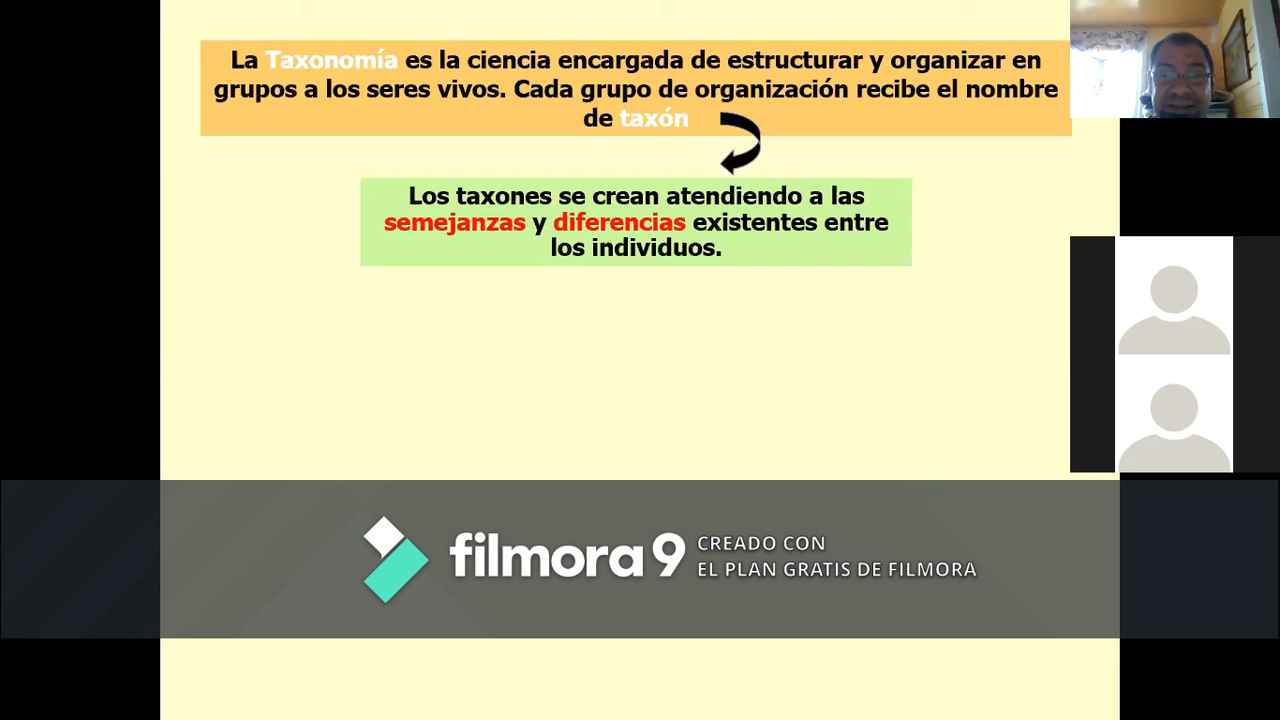 La Taxonomía es la ciencia encargada de estructurar y organizar en
grupos a los seres vivos. Cada grupo de organización recibe el nombre
de taxón
Los taxones se crean atendiendo a las
semejanzas y diferencias existentes entre
los individuos.
filmora 9
CREADO CON
EL PLAN GRATIS DE FILMORA